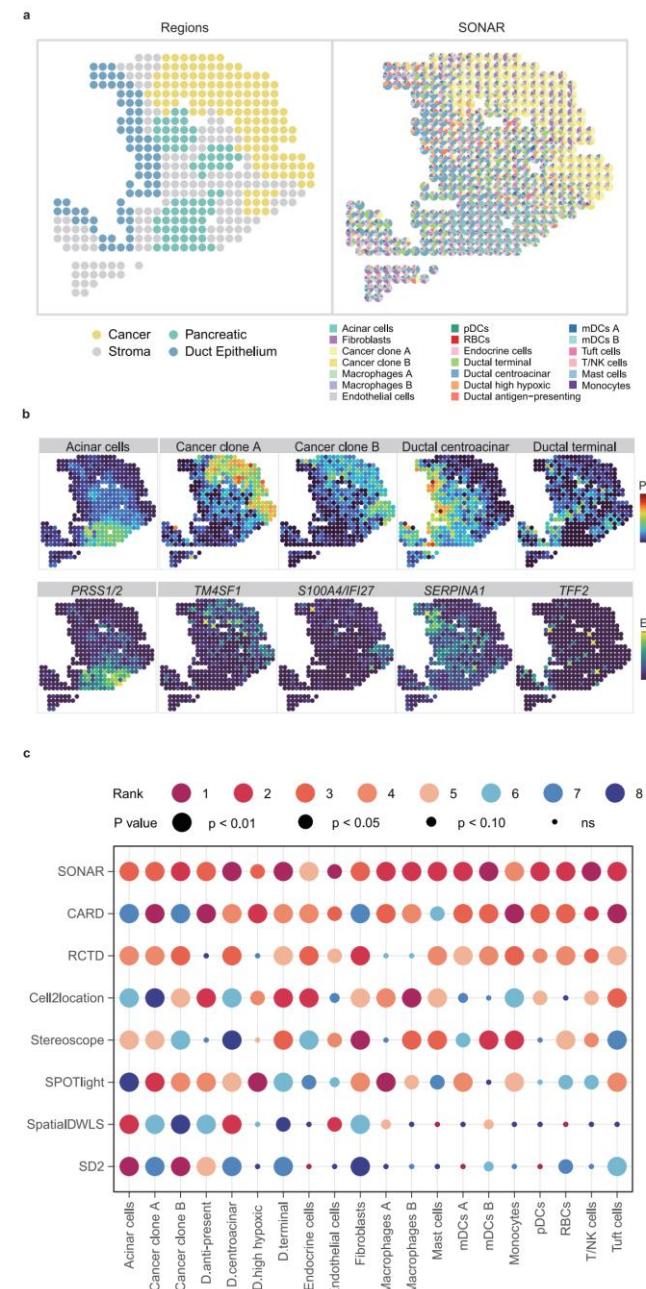 a
Regions
SONAR
Cancer
Pancreatic
Stroma
Duct Epithelium
Acinar cells
Fibroblasts
Cancer clone A
Cancer clone B
Macrophages A
Macrophages B
Endothelial cells
pDCs
RBCs
Endocrine cells
Ductal terminal
Ductal centroacinar
Ductal high hypoxic
Ductal antigen−presenting
mDCs A
mDCs B
Tuft cells
T/NK cells
Mast cells
Monocytes
b
Acinar cells Cancer clone A Cancer clone B Ductal centroacinar Ductal terminal
P
PRSS1/2 TM4SF1 S100A4/IFI27 SERPINA1 TFF2
E
c
Rank 1 2 3 4 5 6 7 8
P value p < 0.01 p < 0.05 p < 0.10 ns
SONAR
CARD
RCTD
Cell2location
Stereoscope
SPOTlight
SpatialDWLS
SD2
Acinar cells
Cancer clone A
Cancer clone B
D.anti-present
D.centroacinar
D.high hypoxic
D.terminal
Endocrine cells
Endothelial cells
Fibroblasts
Macrophages A
Macrophages B
Mast cells
mDCs A
mDCs B
Monocytes
pDCs
RBCs
T/NK cells
Tuft cells